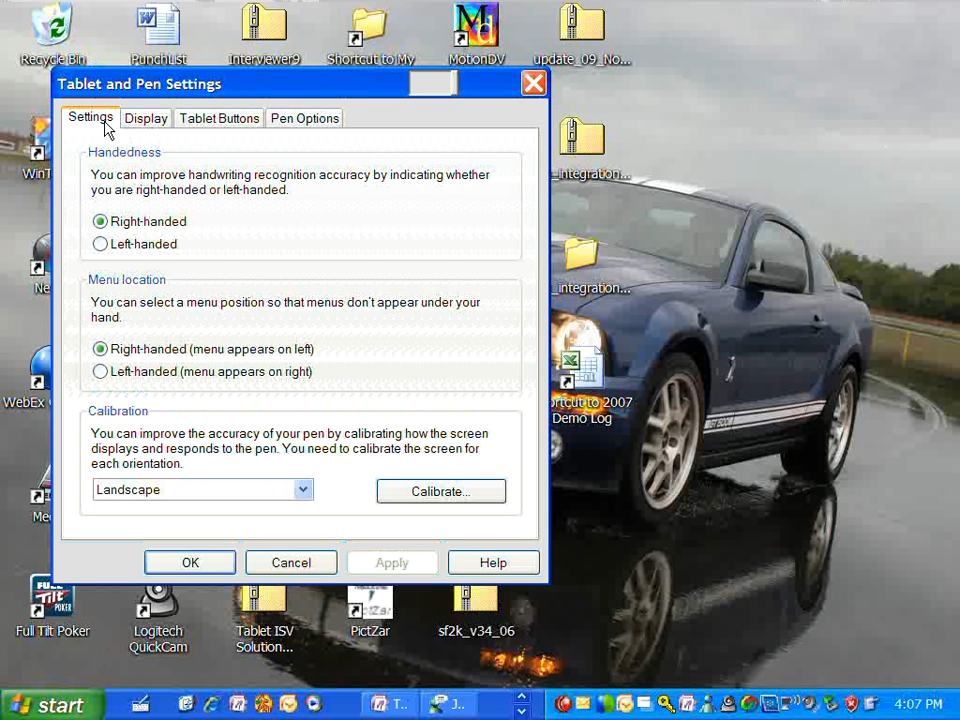 Recycle Bin
PunchList
Interviewer9
Shortcut to My
MotionDV
update_09_No...
Tablet and Pen Settings
Settings
Display
Tablet Buttons
Pen Options
Handedness
You can improve handwriting recognition accuracy by indicating whether
you are right-handed or left-handed.
Right-handed
Left-handed
Menu location
You can select a menu position so that menus don't appear under your
hand.
Right-handed (menu appears on left)
Left-handed (menu appears on right)
Calibration
You can improve the accuracy of your pen by calibrating how the screen
displays and responds to the pen. You need to calibrate the screen for
each orientation.
Landscape
Calibrate...
OK
Cancel
Apply
Help
WinT
_integration...
Ne
_integration...
WebEx
ortcut to 2007
Demo Log
Me
FULL
TILT
POKER
Full Tilt Poker
Logitech
QuickCam
Tablet ISV
Solution...
PictZar
sf2k_v34_06
start
T...
J...
4:07 PM